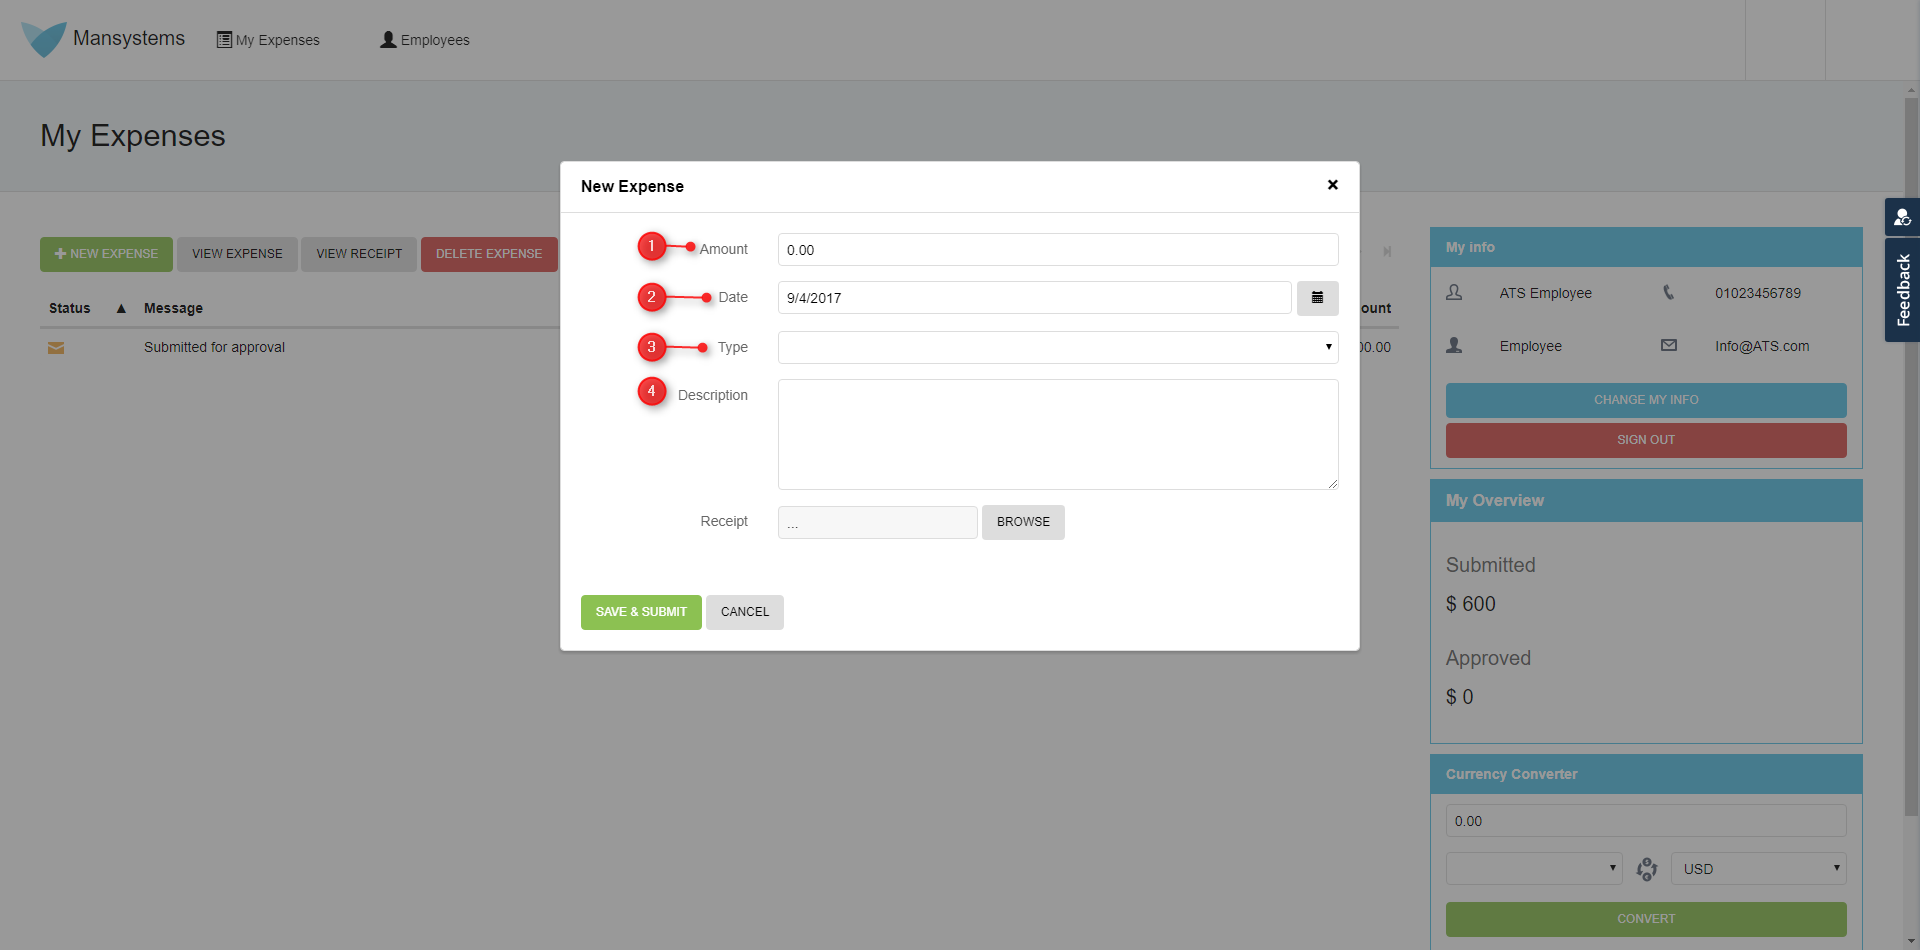 Mansystems
My Expenses
Employees
My Expenses
NEW EXPENSE
VIEW EXPENSE
VIEW RECEIPT
DELETE EXPENSE
Status ▲ Message
ount
Submitted for approval
00.00
New Expense
×
1 Amount 0.00
2 Date 9/4/2017
3 Type
4 Description
Receipt ... BROWSE
SAVE & SUBMIT CANCEL
My info
ATS Employee 01023456789
Employee Info@ATS.com
CHANGE MY INFO
SIGN OUT
My Overview
Submitted
$ 600
Approved
$ 0
Currency Converter
0.00
USD
CONVERT
Feedback